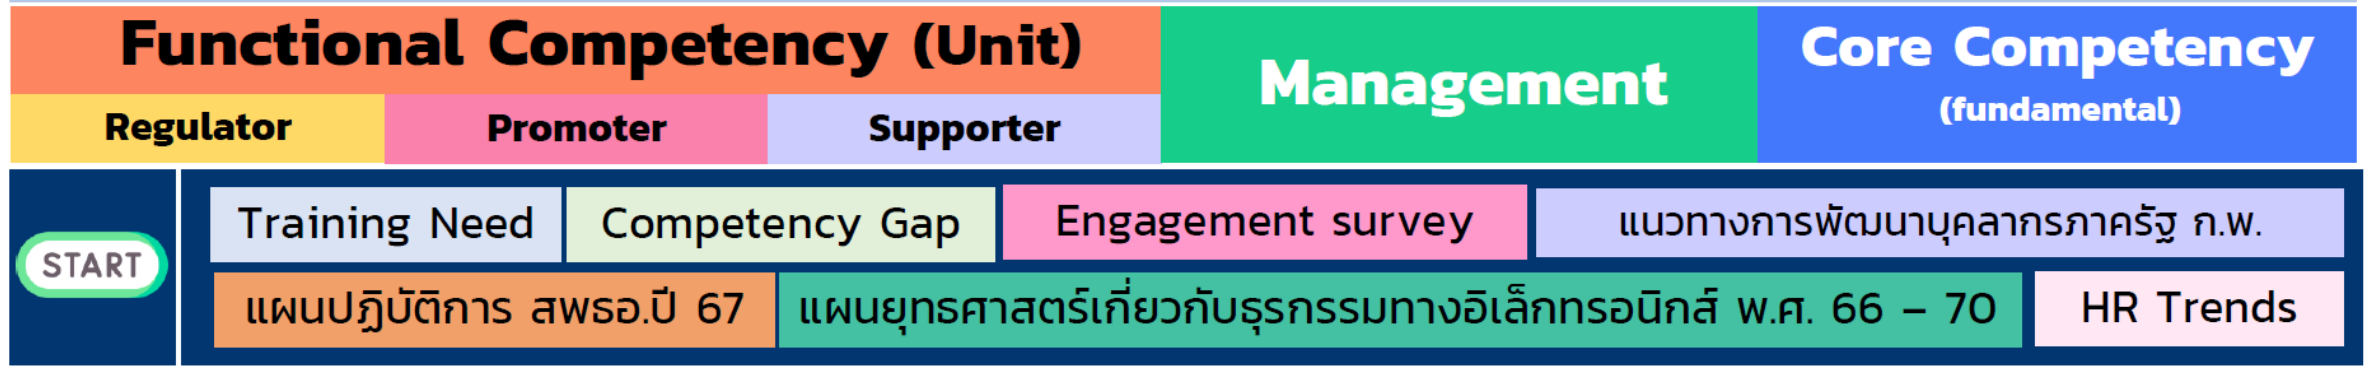 Functional Competency (Unit)
Regulator
Promoter
Supporter
Management
Core Competency
(fundamental)
START
Training Need
Competency Gap
Engagement survey
แนวทางการพัฒนาบุคลากรภาครัฐ ก.พ.
แผนปฏิบัติการ สพธอ.ปี 67
แผนยุทธศาสตร์เกี่ยวกับธุรกรรมทางอิเล็กทรอนิกส์ พ.ศ. 66 – 70
HR Trends